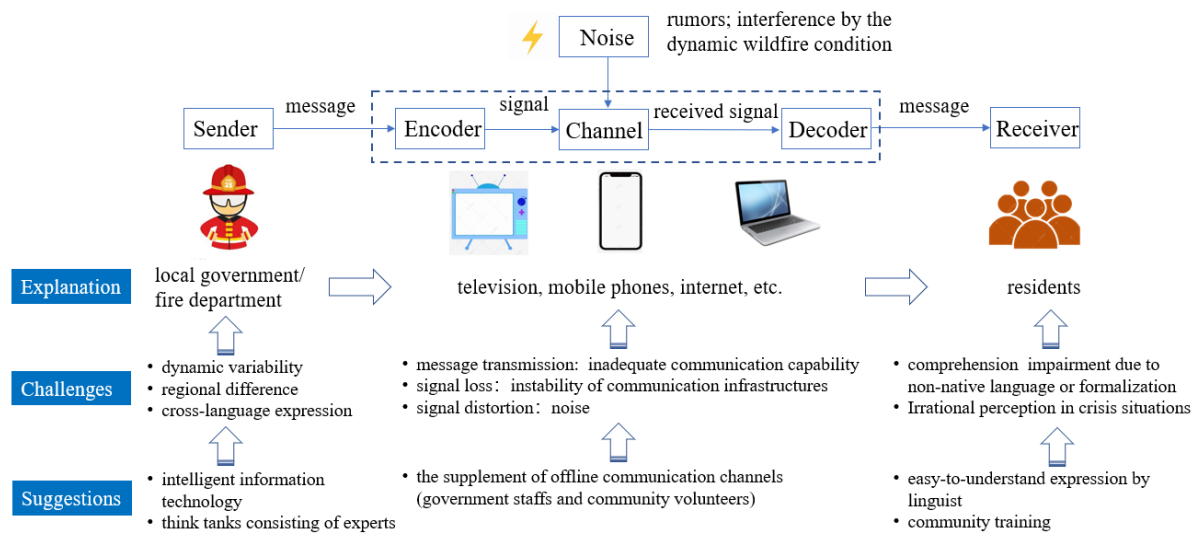 Noise
rumors; interference by the
dynamic wildfire condition
message
signal
received signal
message
Sender
Encoder
Channel
Decoder
Receiver
Explanation
local government/
fire department
television, mobile phones, internet, etc.
residents
Challenges
• dynamic variability
• regional difference
• cross-language expression
• message transmission: inadequate communication capability
• signal loss: instability of communication infrastructures
• signal distortion: noise
• comprehension impairment due to
non-native language or formalization
• Irrational perception in crisis situations
Suggestions
• intelligent information
technology
• think tanks consisting of experts
• the supplement of offline communication channels
(government staffs and community volunteers)
• easy-to-understand expression by
linguist
• community training